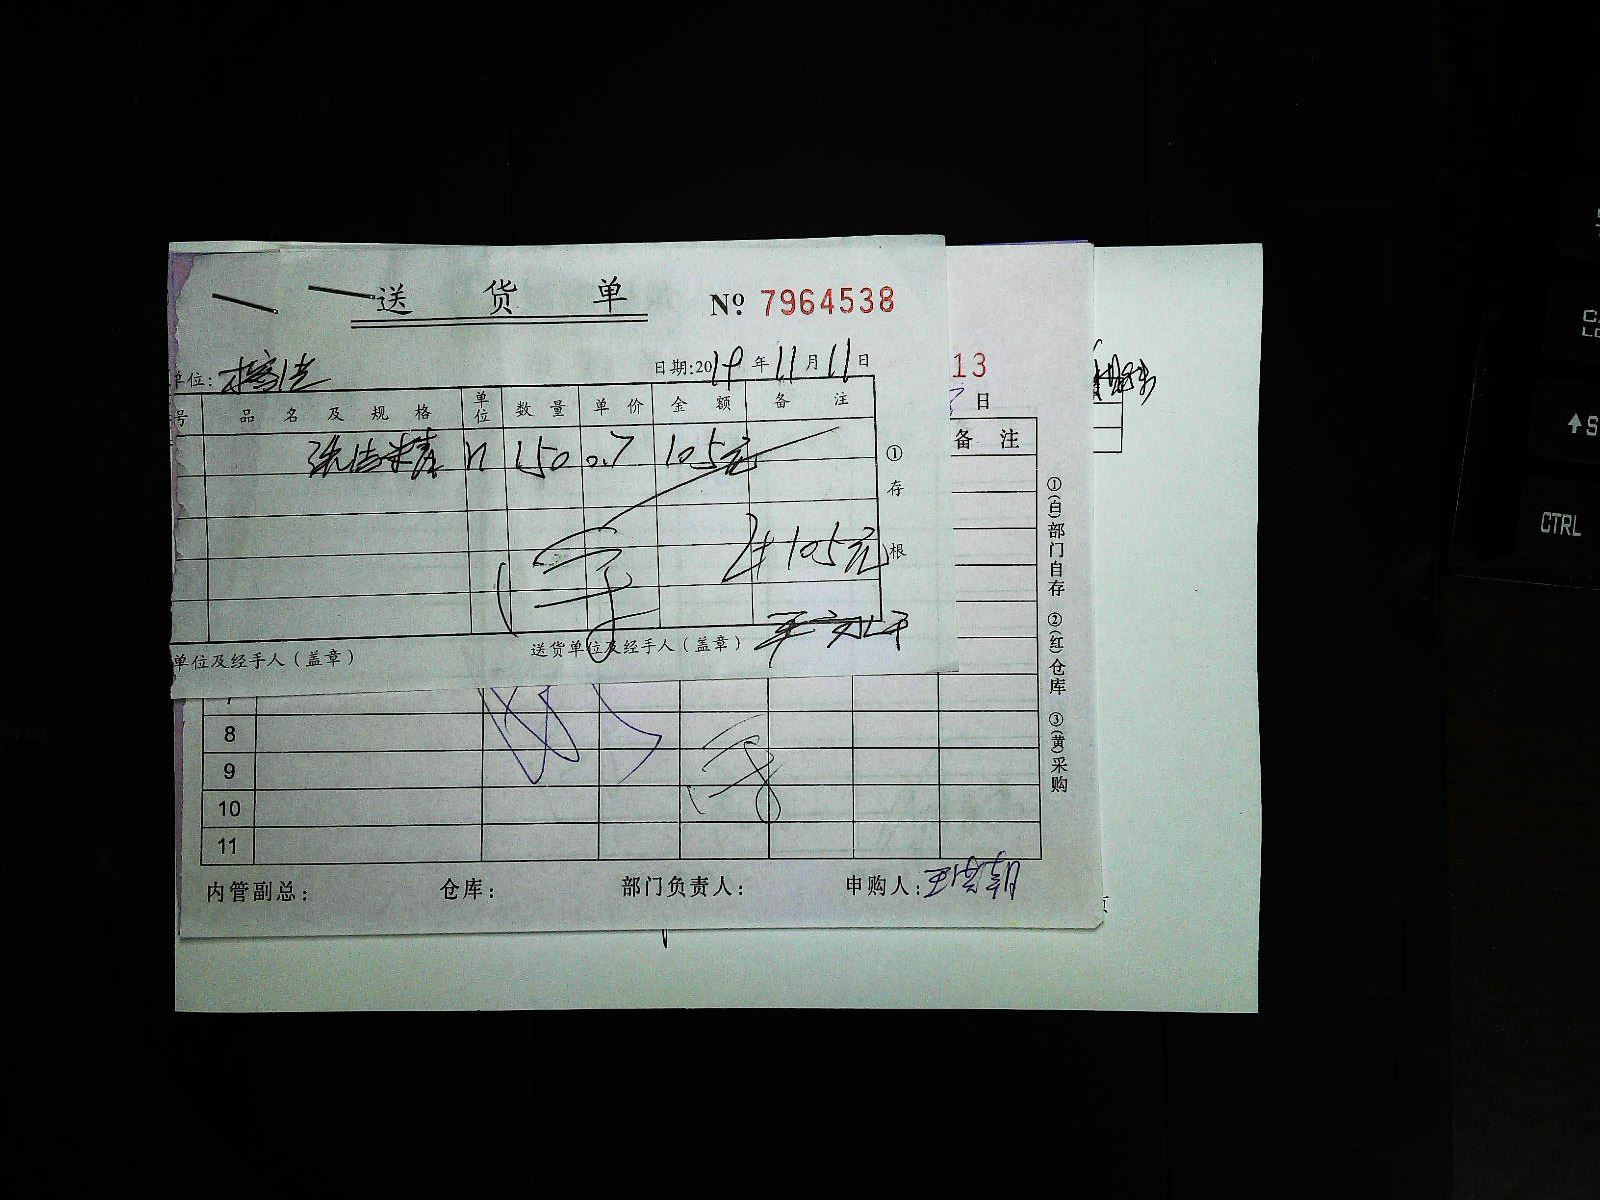 送 货 单
№ 7964538
单位:
日期:2019年11月11日
号 品名及规格 单位 数量 单价 金额 备注
洗洁精 150 0.7 105元
105元
① 存根
单位及经手人(盖章) 送货单位及经手人(盖章)
13
日
备 注
①(白)部门自存 ②(红)仓库 ③(黄)采购
7
8
9
10
11
内管副总: 仓库: 部门负责人: 申购人:
CTRL